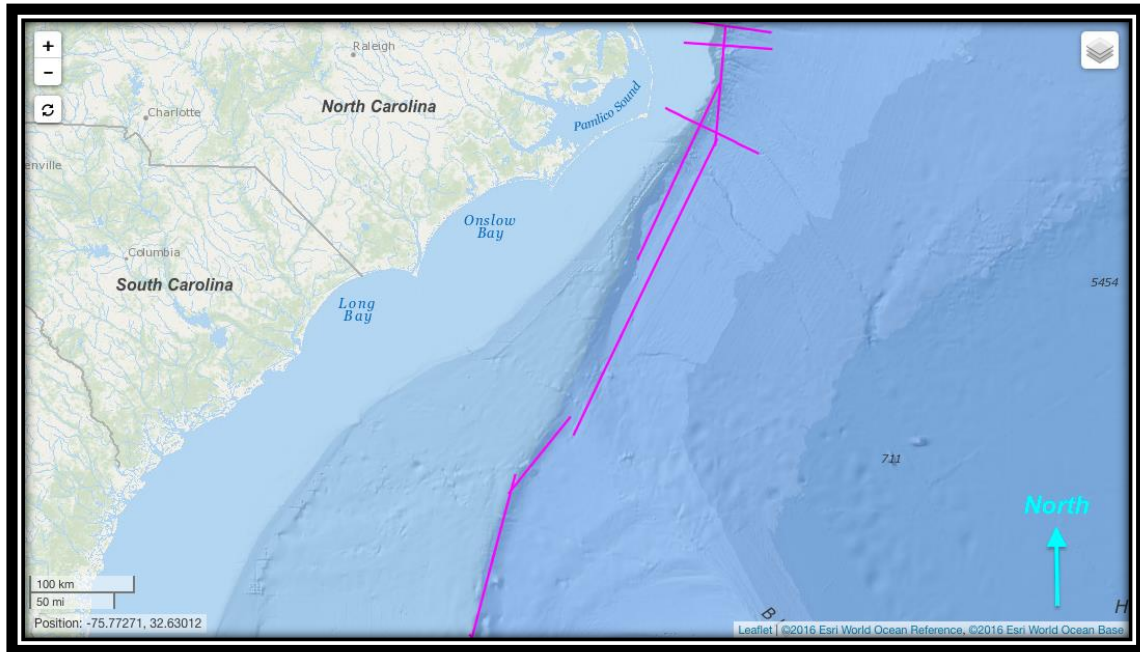 +
−
Raleigh
North Carolina
Charlotte
Pamlico Sound
enville
Onslow
Bay
Columbia
South Carolina
Long
Bay
5454
711
North
100 km
50 mi
Position: -75.77271, 32.63012
B
H
Leaflet | ©2016 Esri World Ocean Reference, ©2016 Esri World Ocean Base